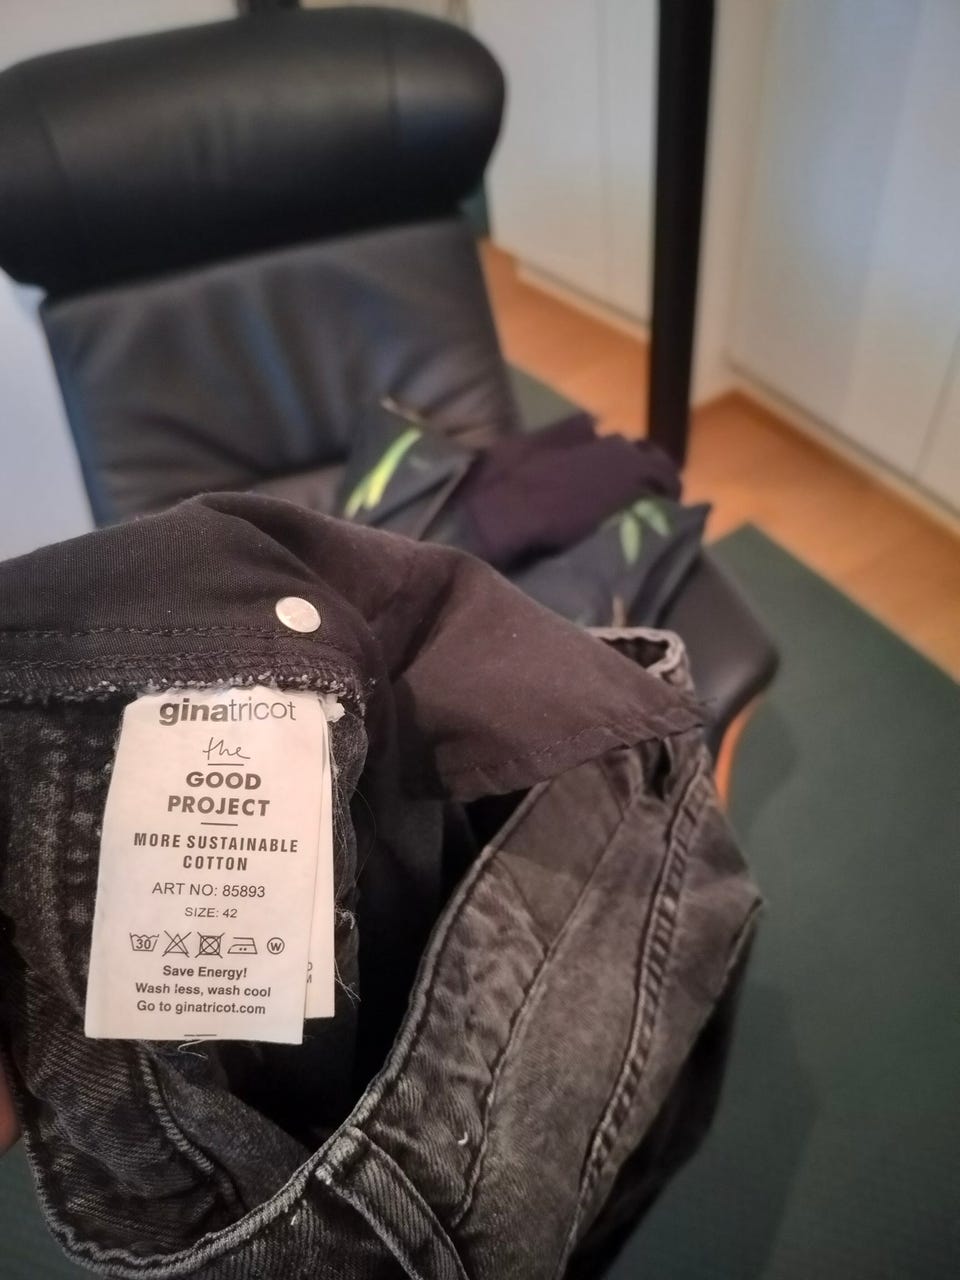 ginatricot
the
GOOD
PROJECT
MORE SUSTAINABLE
COTTON
ART NO: 85893
SIZE: 42
30 W
Save Energy!
Wash less, wash cool
Go to ginatricot.com